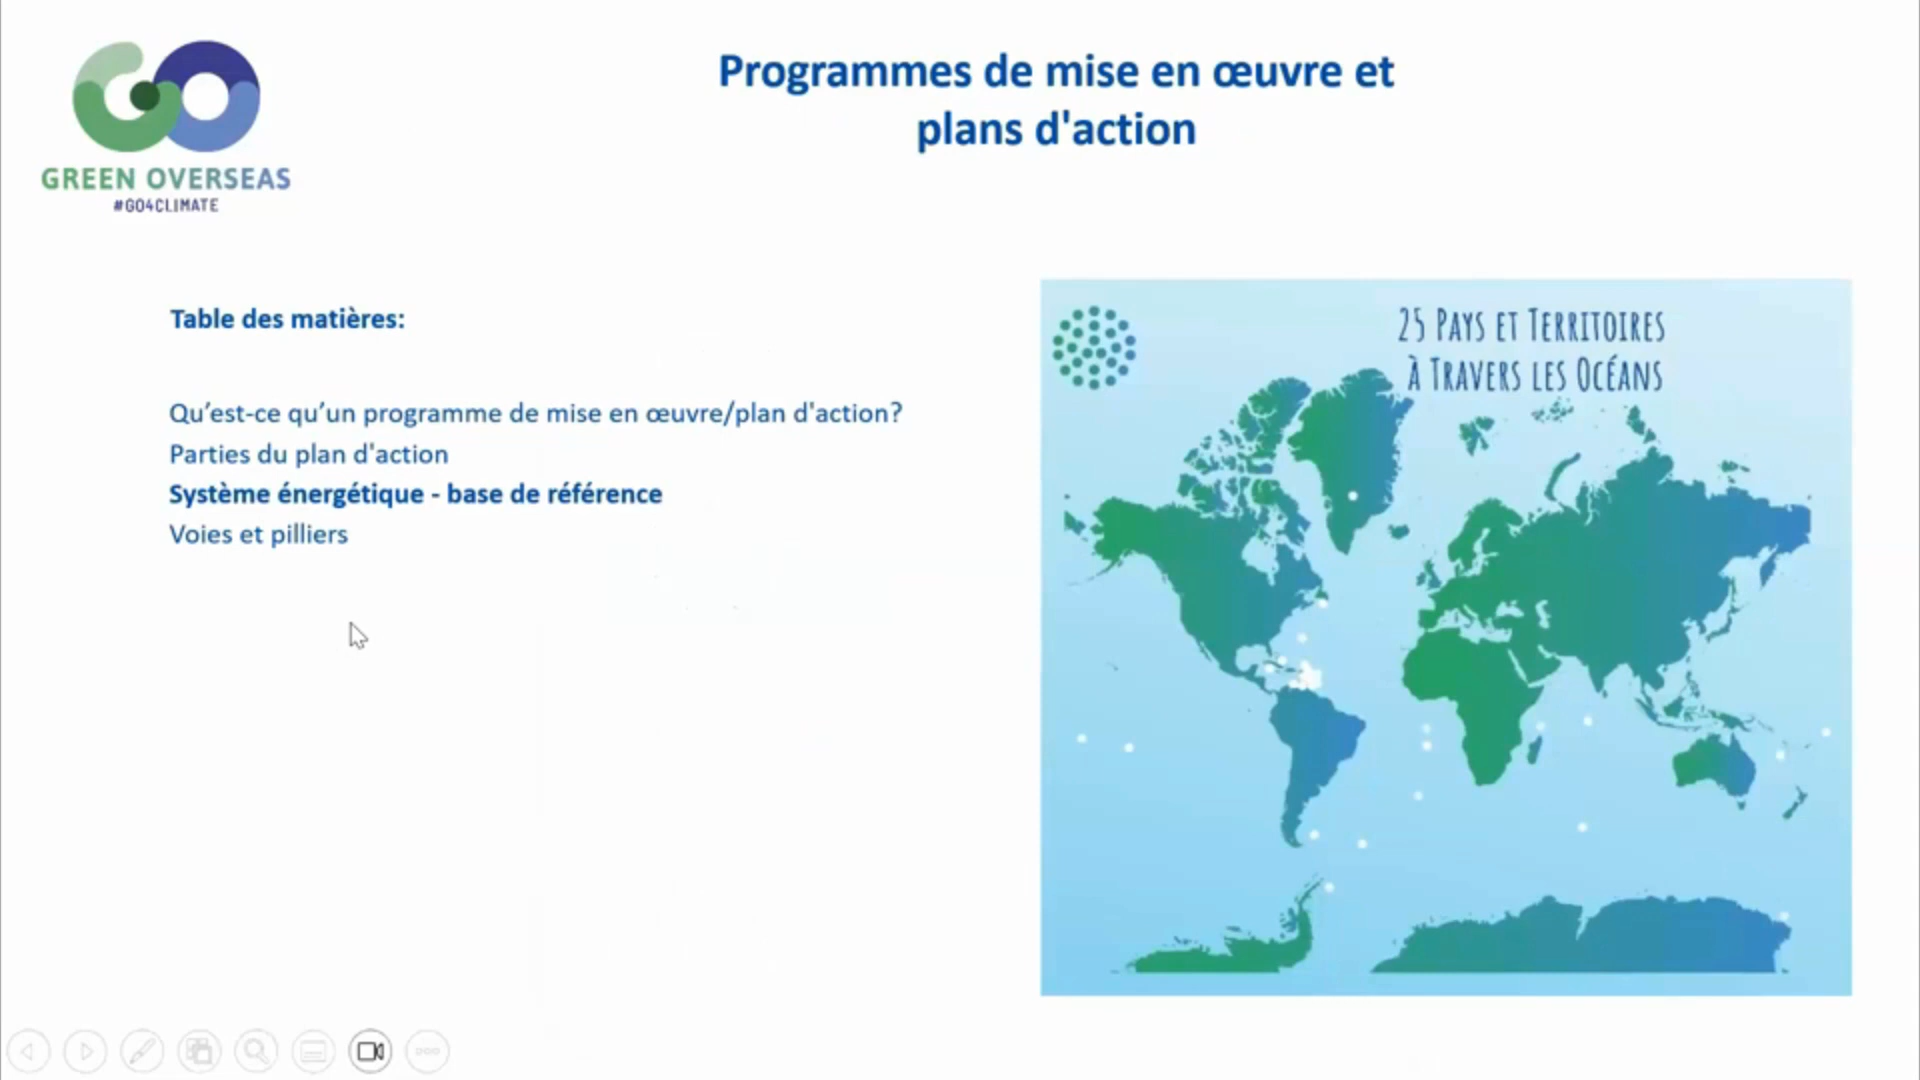 GREEN OVERSEAS
#GO4CLIMATE
Programmes de mise en œuvre et
plans d'action
Table des matières:
Qu’est-ce qu’un programme de mise en œuvre/plan d'action?
Parties du plan d'action
Système énergétique - base de référence
Voies et pilliers
25 Pays et Territoires
à Travers les Océans